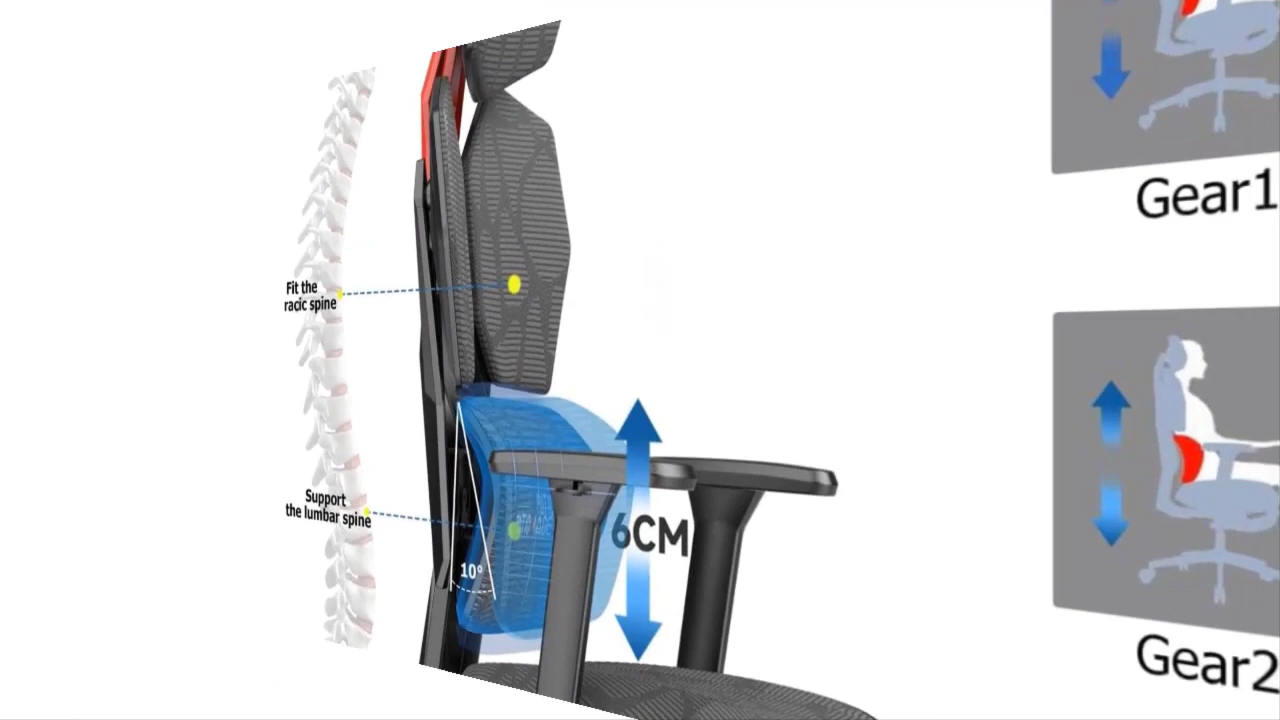 Fit the
racic spine
Support
the lumbar spine
10°
6CM
Gear1
Gear2